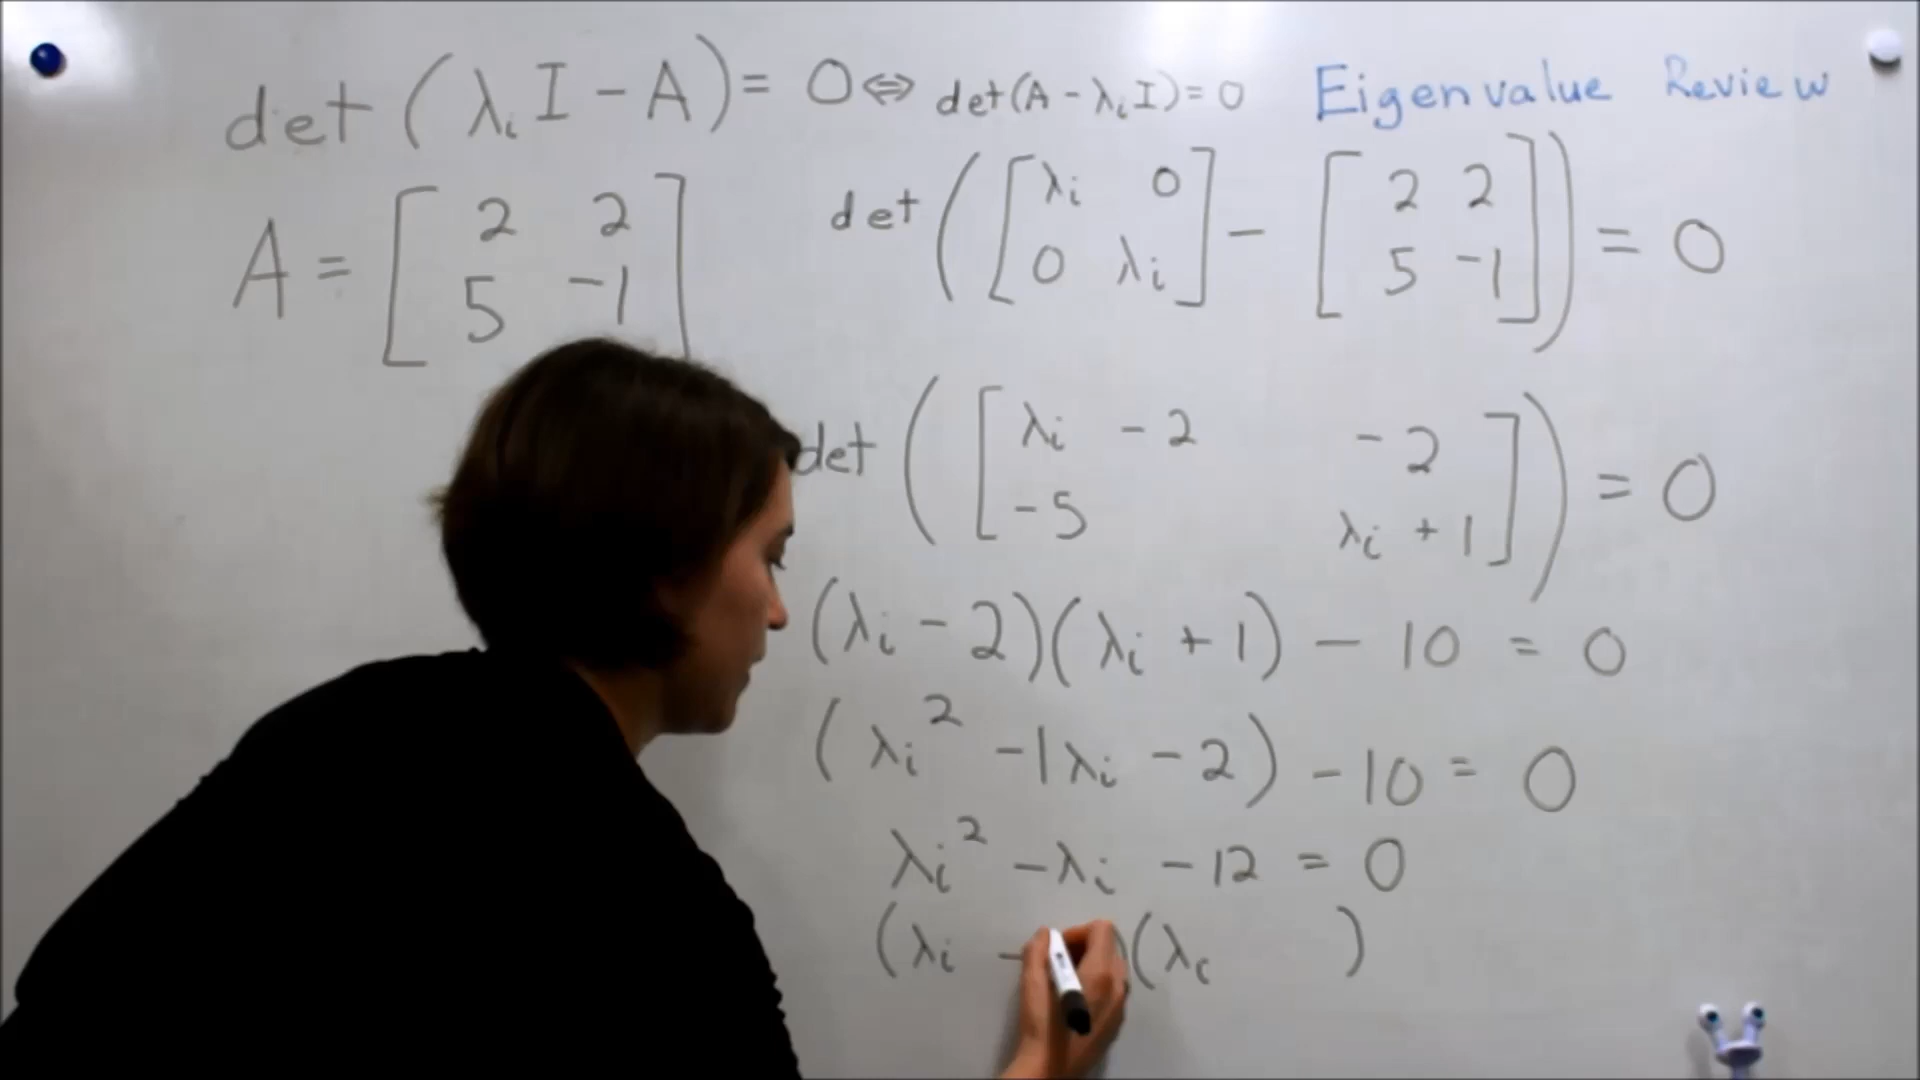 det (λᵢI - A) = 0 ⇔ det(A - λᵢI) = 0
Eigenvalue Review
A = [2 2
5 -1]
det([λᵢ 0
0 λᵢ] - [2 2
5 -1]) = 0
det([λᵢ - 2 -2
-5 λᵢ + 1]) = 0
(λᵢ - 2)(λᵢ + 1) - 10 = 0
(λᵢ² - 1λᵢ - 2) - 10 = 0
λᵢ² - λᵢ - 12 = 0
(λᵢ - )(λᵢ )